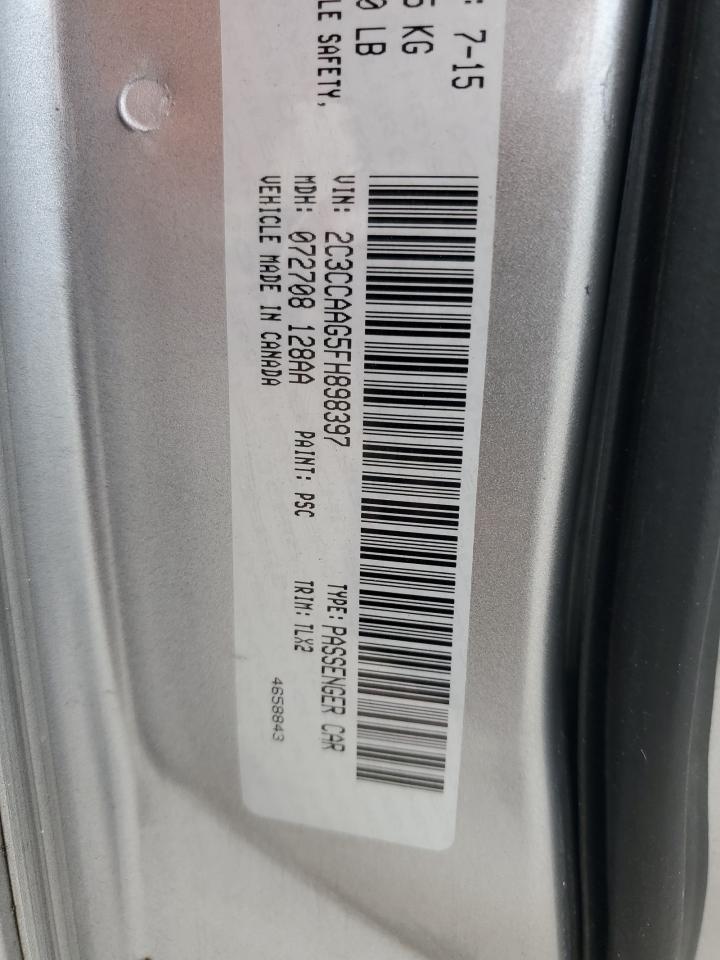 : 7-15
5 KG
0 LB
LE SAFETY,
VIN: 2C3CCAAG5FH898397 TYPE: PASSENGER CAR
MDH: 072708 128AA PAINT: PSC TRIM: TLX2
VEHICLE MADE IN CANADA 4658843